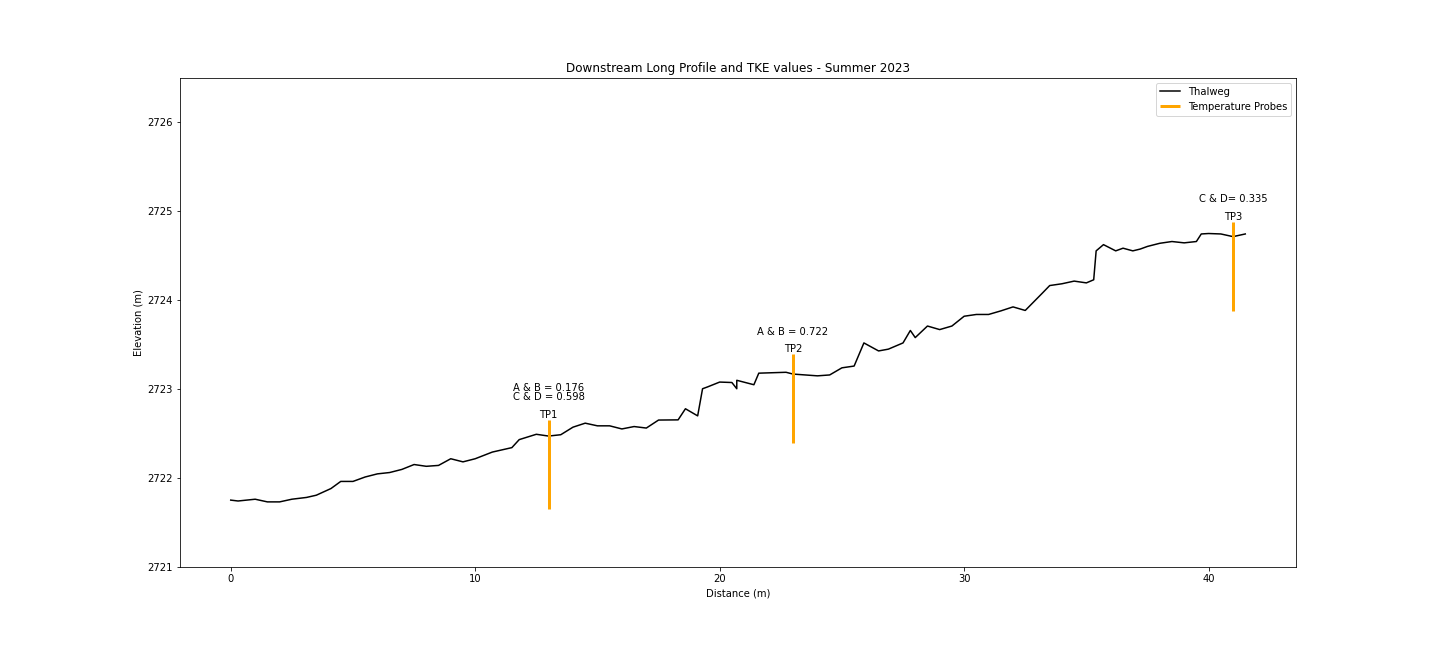 Downstream Long Profile and TKE values - Summer 2023
Thalweg
Temperature Probes
2726
2725
2724
2723
2722
2721
Elevation (m)
C & D= 0.335
TP3
A & B = 0.722
TP2
A & B = 0.176
C & D = 0.598
TP1
0
10
20
30
40
Distance (m)